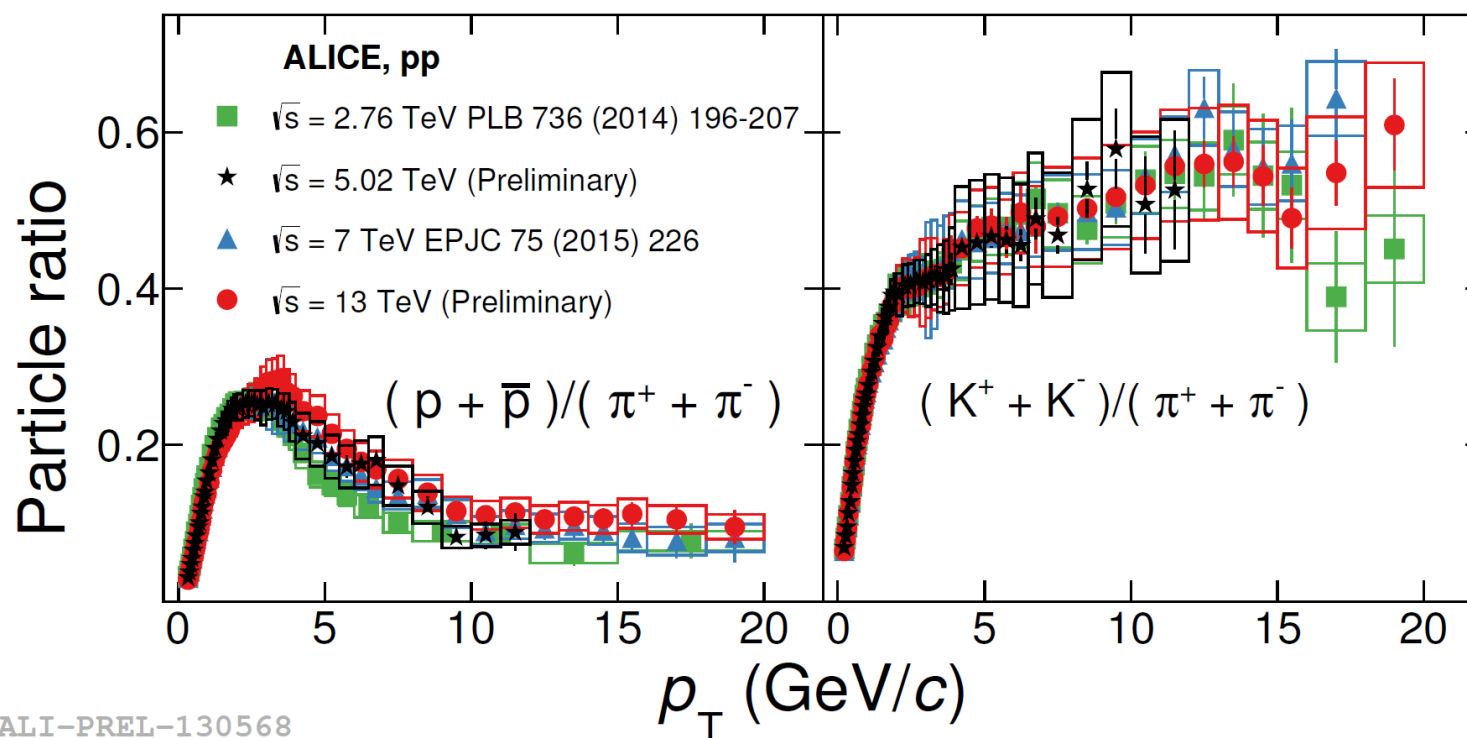 ALICE, pp
√s = 2.76 TeV PLB 736 (2014) 196-207
√s = 5.02 TeV (Preliminary)
√s = 7 TeV EPJC 75 (2015) 226
√s = 13 TeV (Preliminary)
Particle ratio
0.6
0.4
0.2
( p + p̅ )/( π⁺ + π⁻ )
( K⁺ + K⁻ )/( π⁺ + π⁻ )
0 5 10 15 20 0 5 10 15 20
p_T (GeV/c)
ALI-PREL-130568